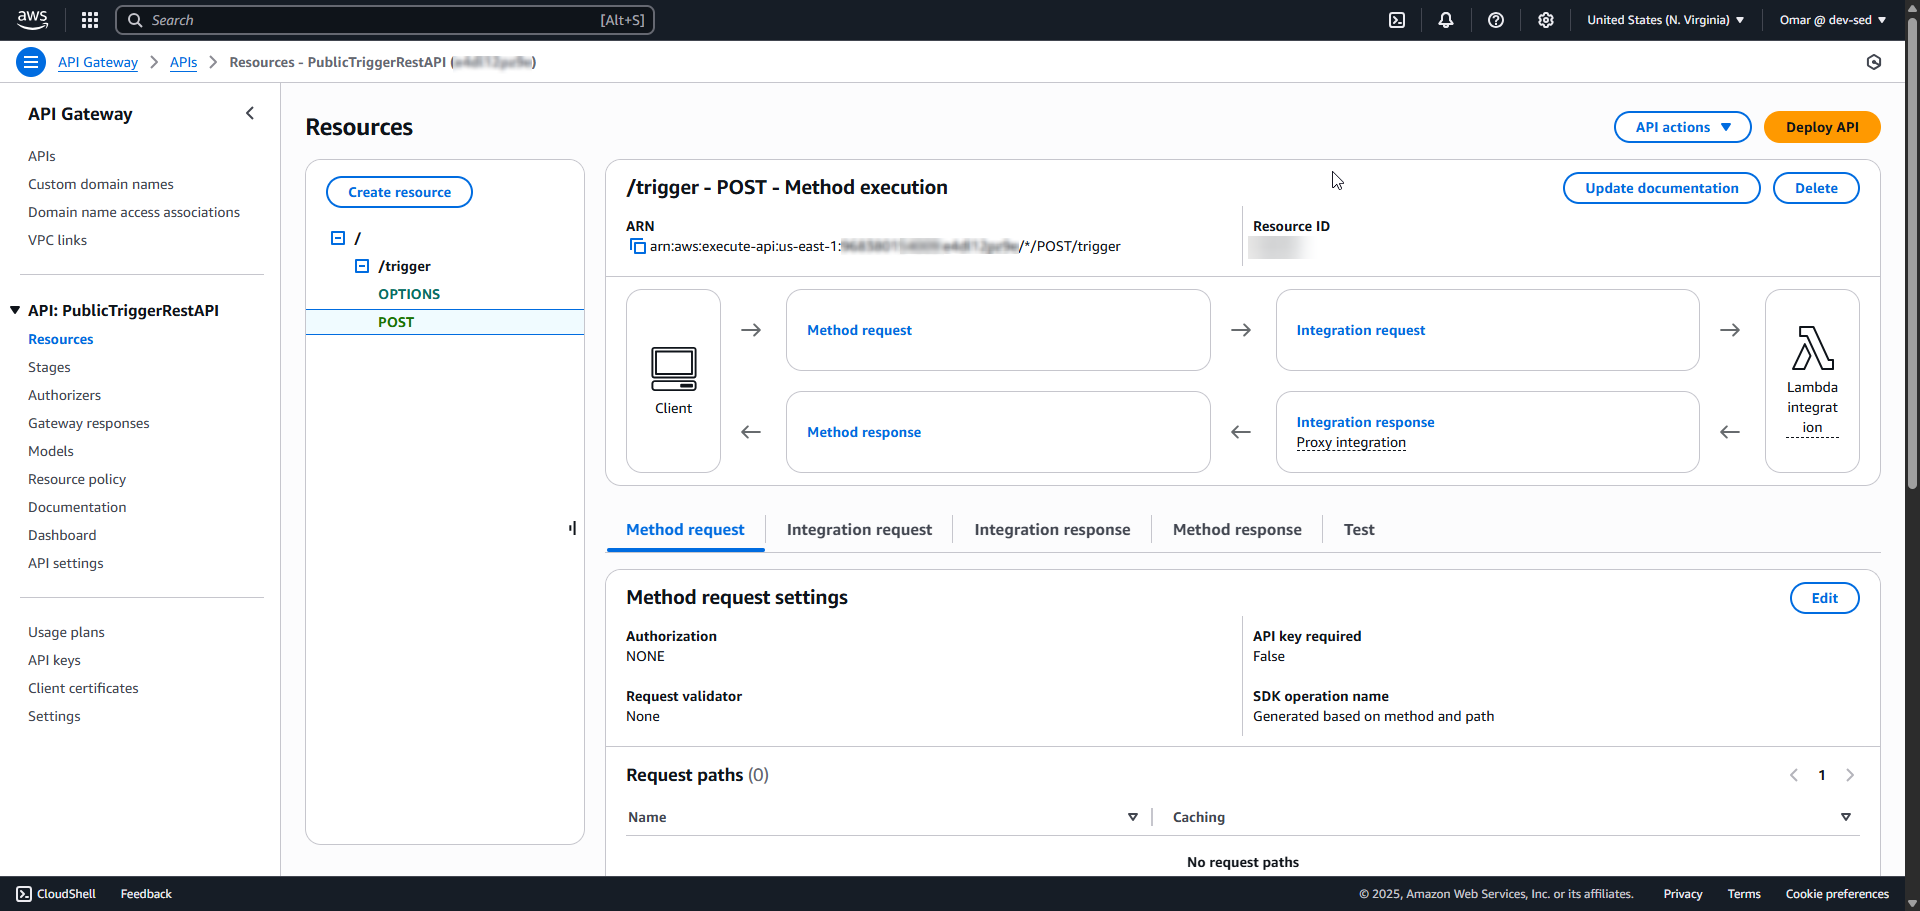 aws
Search [Alt+S]
United States (N. Virginia)
Omar @ dev-sed
API Gateway
APIs
Resources - PublicTriggerRestAPI ( )
API Gateway
APIs
Custom domain names
Domain name access associations
VPC links
API: PublicTriggerRestAPI
Resources
Stages
Authorizers
Gateway responses
Models
Resource policy
Documentation
Dashboard
API settings
Usage plans
API keys
Client certificates
Settings
Resources
API actions
Deploy API
Create resource
/
/trigger
OPTIONS
POST
/trigger - POST - Method execution
Update documentation
Delete
ARN
arn:aws:execute-api:us-east-1: /*/POST/trigger
Resource ID
Client
Method request
Integration request
Method response
Integration response
Proxy integration
Lambda
integrat
ion
Method request
Integration request
Integration response
Method response
Test
Method request settings
Edit
Authorization
NONE
API key required
False
Request validator
None
SDK operation name
Generated based on method and path
Request paths (0)
1
Name
Caching
No request paths
CloudShell
Feedback
© 2025, Amazon Web Services, Inc. or its affiliates.
Privacy
Terms
Cookie preferences